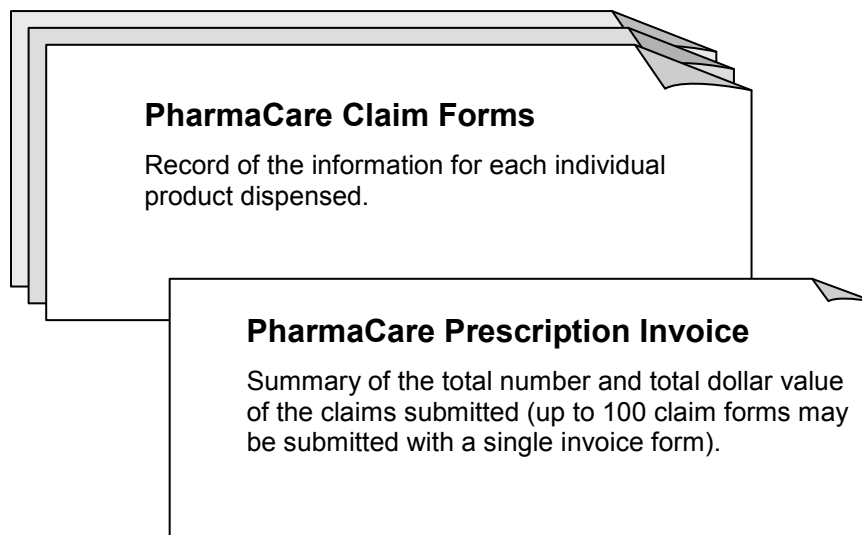 PharmaCare Claim Forms
Record of the information for each individual
product dispensed.
PharmaCare Prescription Invoice
Summary of the total number and total dollar value
of the claims submitted (up to 100 claim forms may
be submitted with a single invoice form).